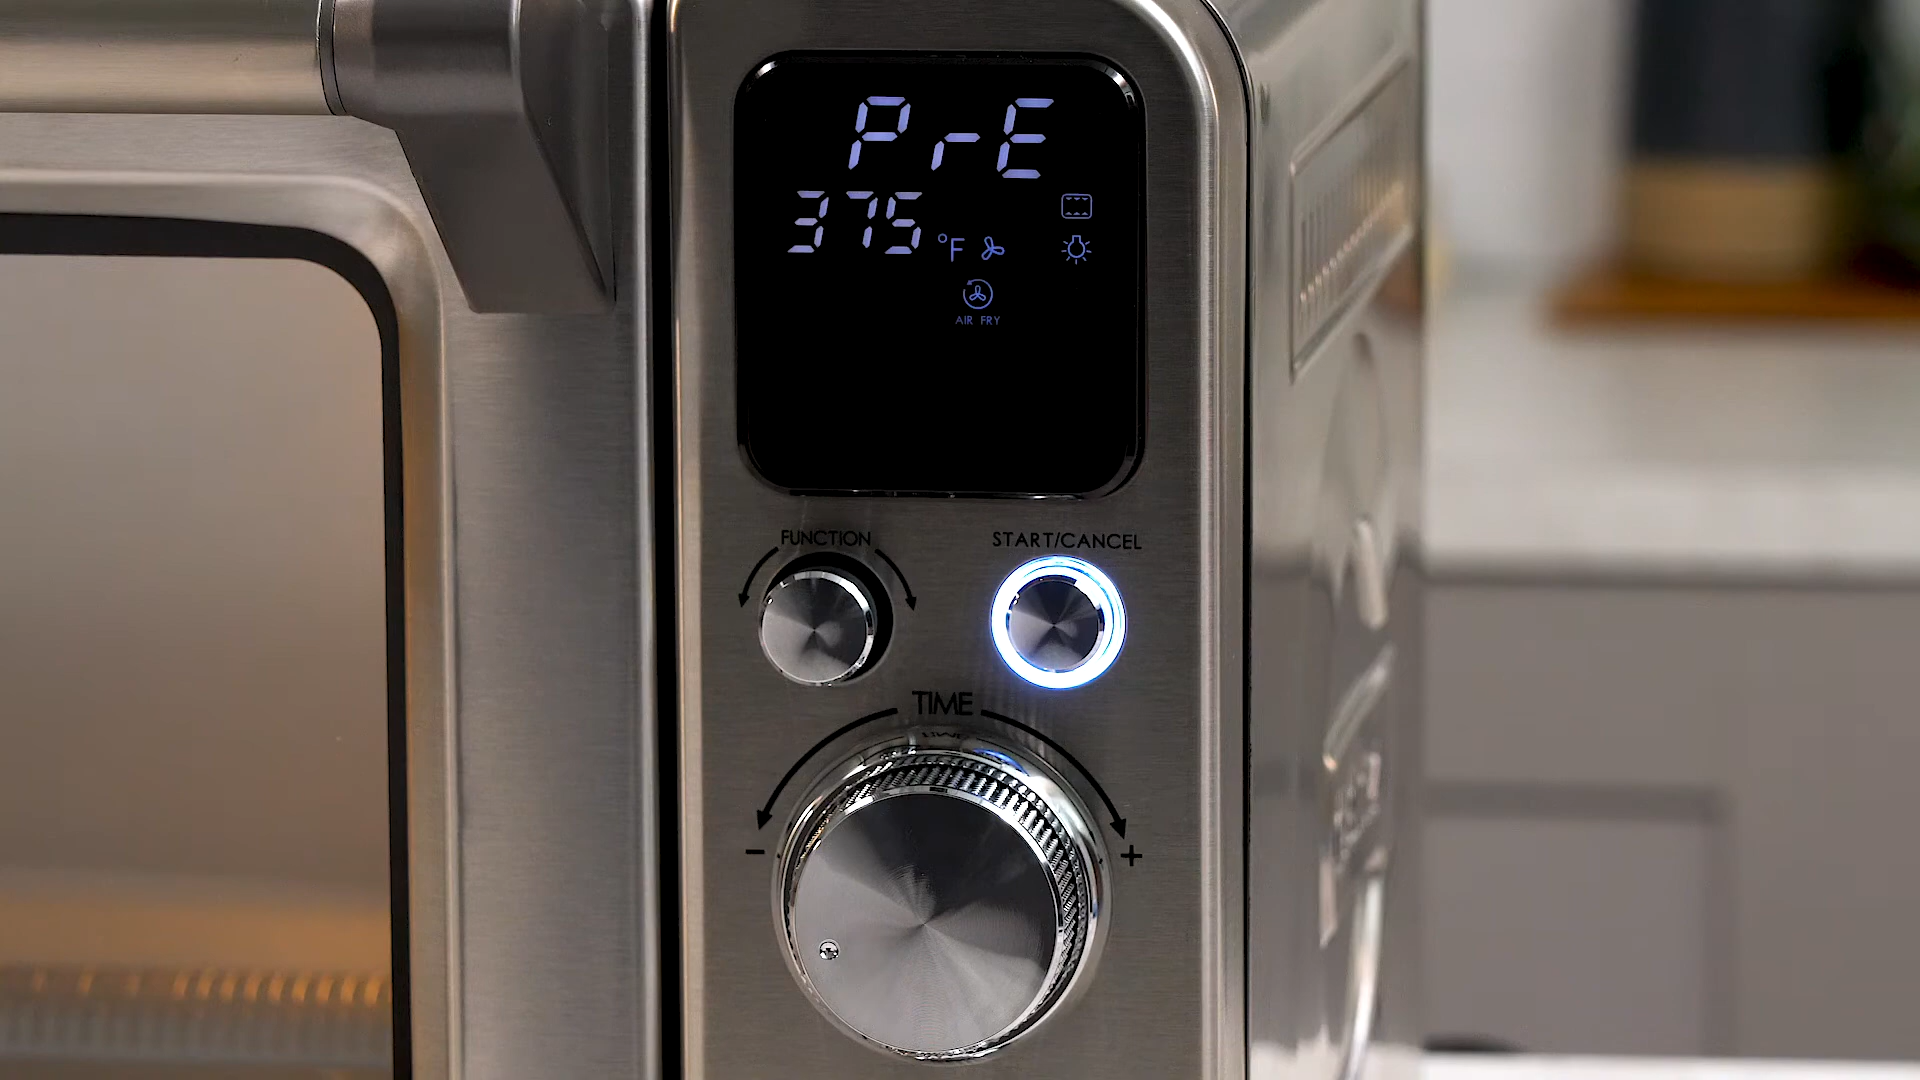 PrE
375 °F
AIR FRY
FUNCTION
START/CANCEL
TIME
- +